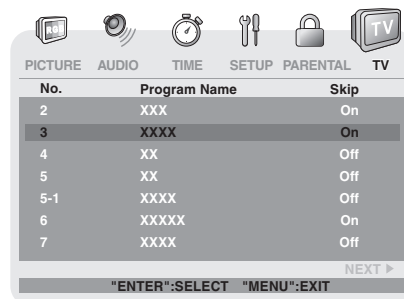 TV
PICTURE AUDIO TIME SETUP PARENTAL TV
No. Program Name Skip
2 XXX On
3 XXXX On
4 XX Off
5 XX Off
5-1 XXXX Off
6 XXXXX On
7 XXXX Off
NEXT ▶
"ENTER":SELECT "MENU":EXIT